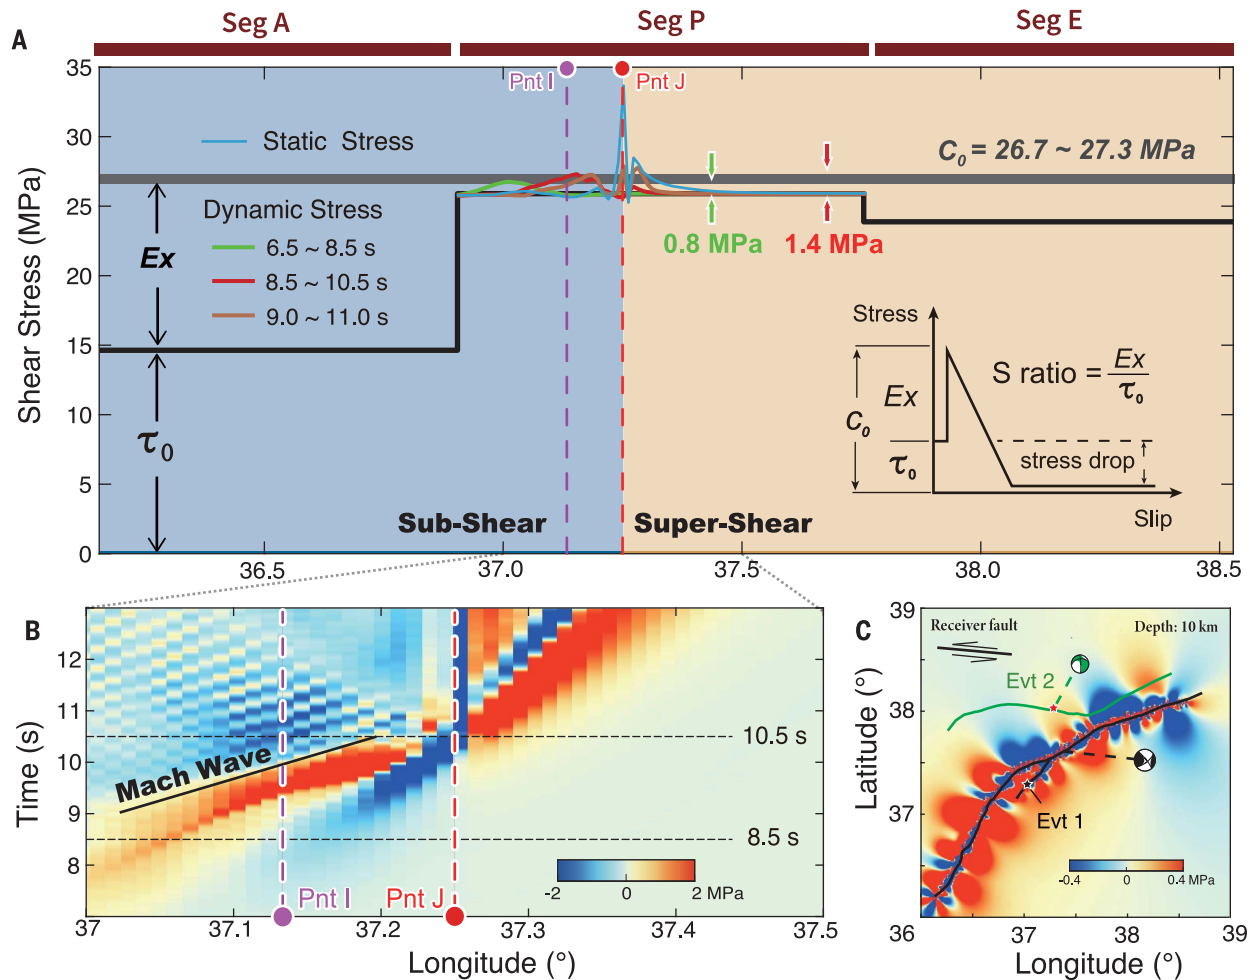 Seg A
Seg P
Seg E
A
35
30
25
20
15
10
5
0
Shear Stress (MPa)
Pnt I
Pnt J
Static Stress
C₀ = 26.7 ~ 27.3 MPa
Dynamic Stress
6.5 ~ 8.5 s
8.5 ~ 10.5 s
9.0 ~ 11.0 s
Ex
τ₀
0.8 MPa
1.4 MPa
Stress
Ex
C₀
τ₀
S ratio = Ex
τ₀
stress drop
Slip
Sub-Shear
Super-Shear
36.5
37.0
37.5
38.0
38.5
B
12
11
10
9
8
Time (s)
Mach Wave
10.5 s
8.5 s
-2
0
2 MPa
Pnt I
Pnt J
37
37.1
37.2
37.3
37.4
37.5
Longitude (°)
C
39
38
37
36
Latitude (°)
Receiver fault
Depth: 10 km
Evt 2
Evt 1
-0.4
0
0.4 MPa
36
37
38
39
Longitude (°)